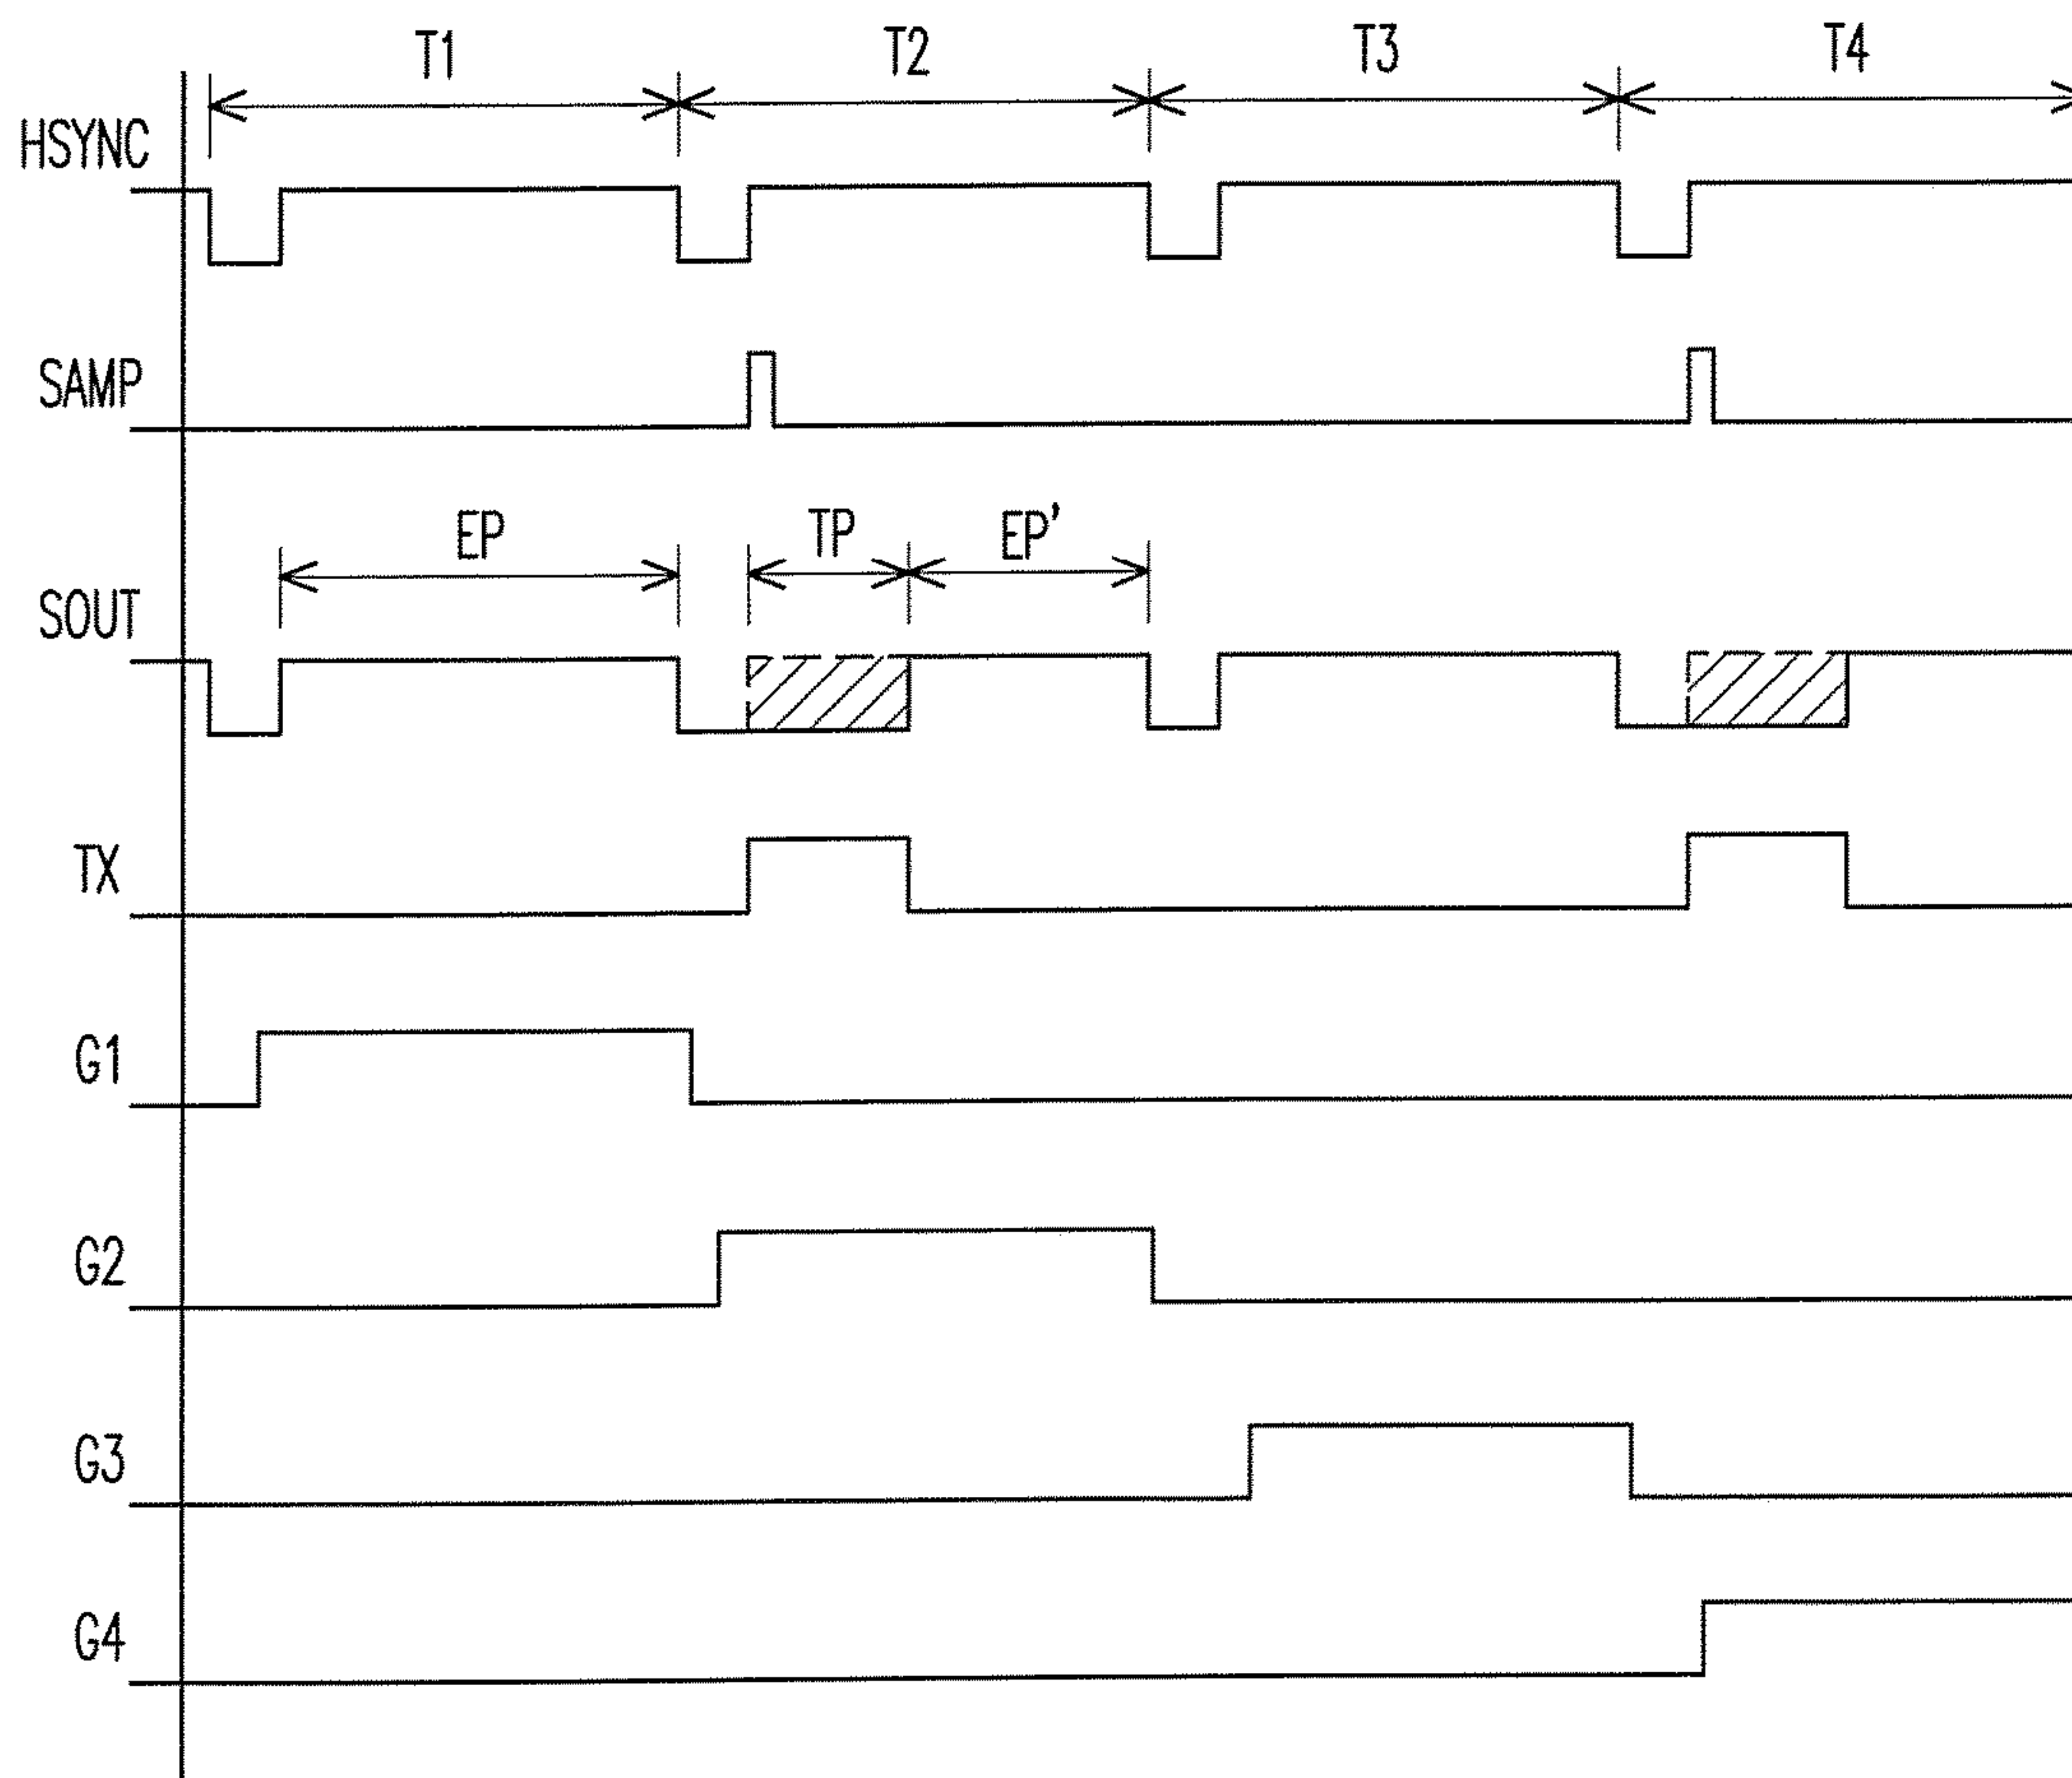 T1 T2 T3 T4
HSYNC
SAMP
EP TP EP'
SOUT
TX
G1
G2
G3
G4